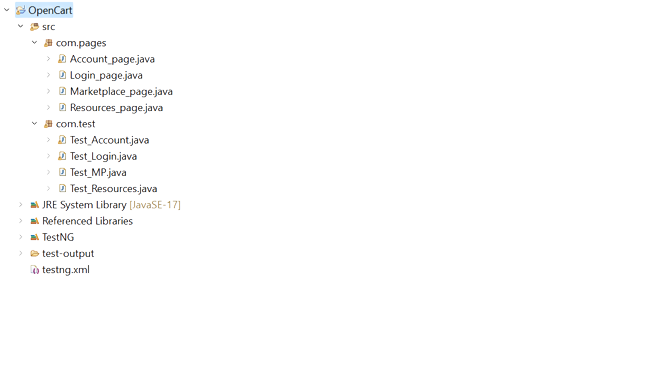 OpenCart
src
com.pages
Account_page.java
Login_page.java
Marketplace_page.java
Resources_page.java
com.test
Test_Account.java
Test_Login.java
Test_MP.java
Test_Resources.java
JRE System Library [JavaSE-17]
Referenced Libraries
TestNG
test-output
testng.xml